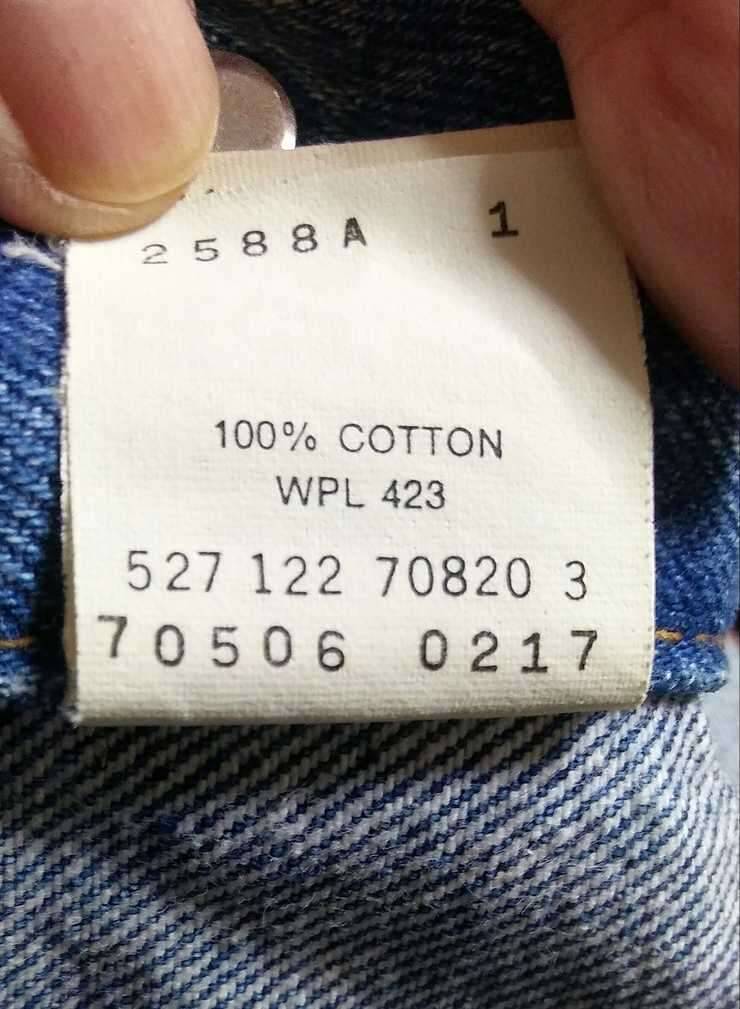 2588A 1
100% COTTON
WPL 423
527 122 70820 3
70506 0217